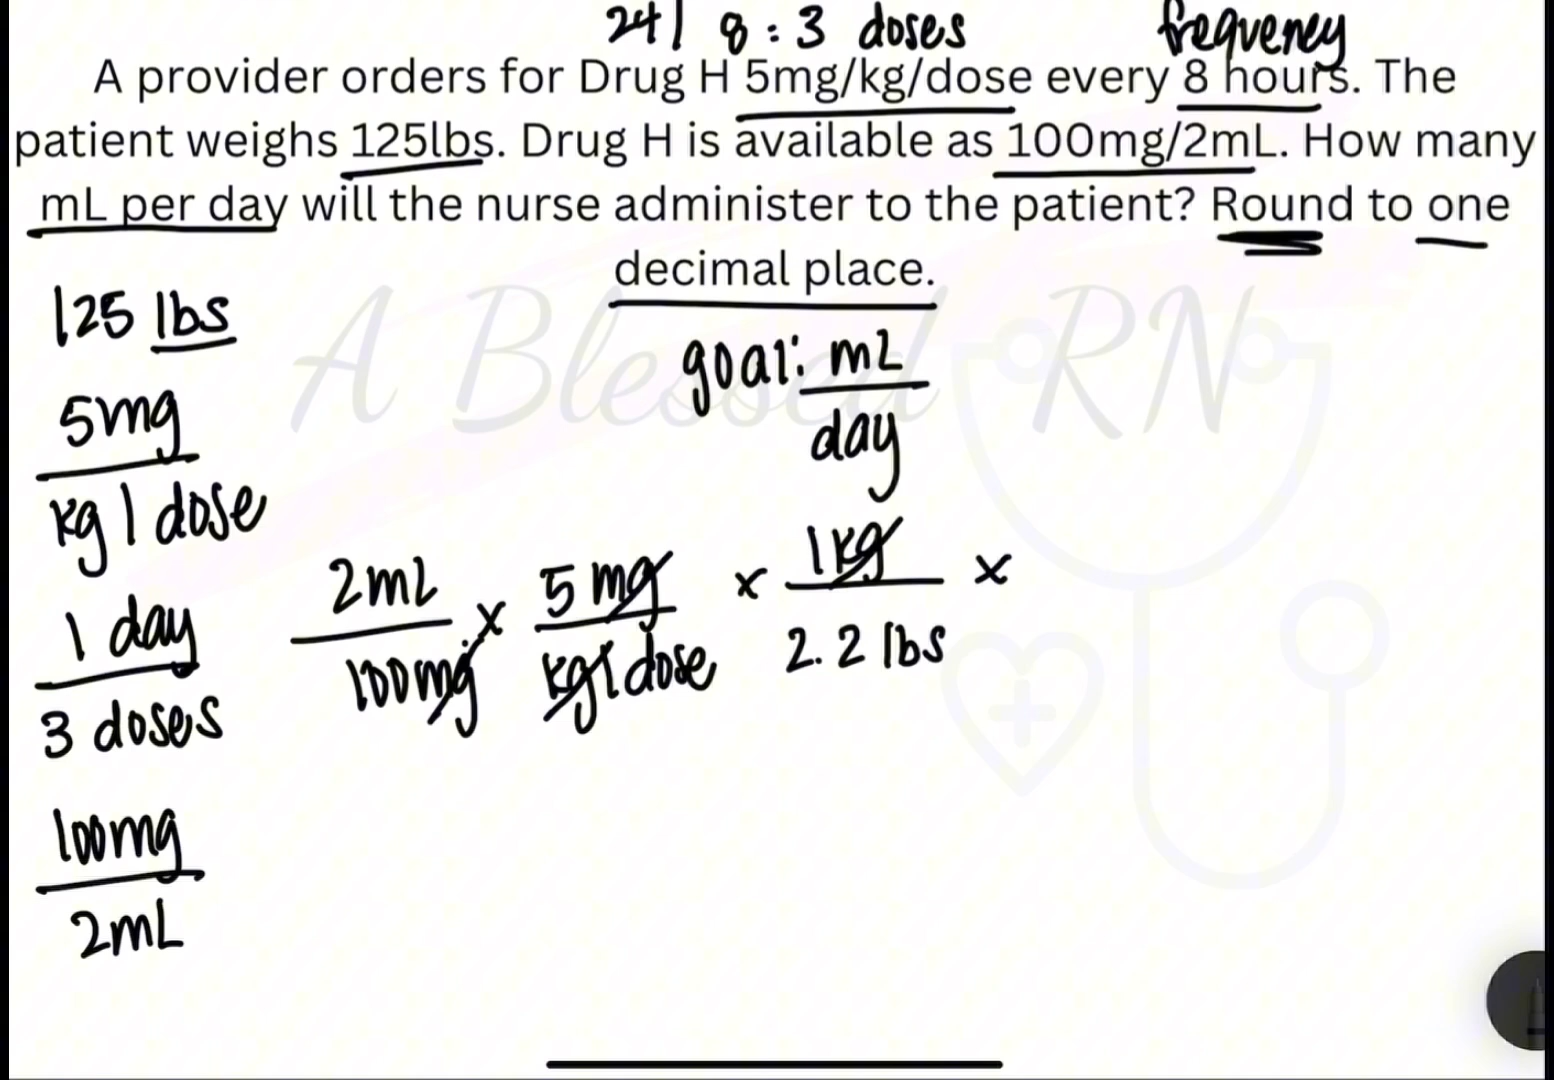 24 / 8 : 3 doses frequency
A provider orders for Drug H 5mg/kg/dose every 8 hours. The
patient weighs 125lbs. Drug H is available as 100mg/2mL. How many
mL per day will the nurse administer to the patient? Round to one
decimal place.
A Blessed RN
125 lbs
goal: mL
day
5mg
kg / dose
1 day
3 doses
100mg
2mL
2mL x 5 mg x 1 kg x
100mg kg/dose 2.2 lbs